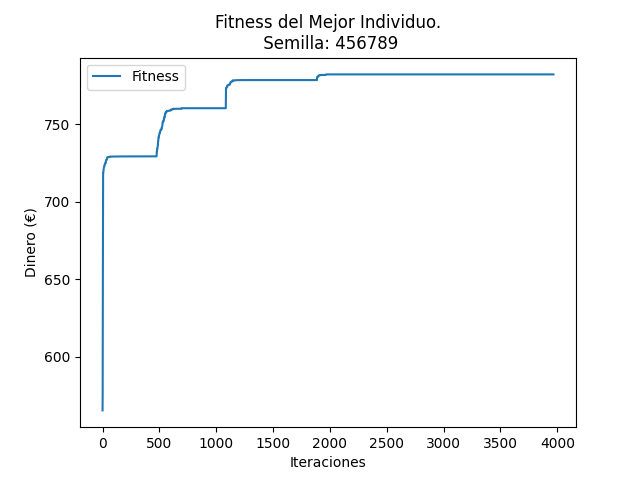 Fitness del Mejor Individuo.
Semilla: 456789
Fitness
750
700
650
600
Dinero (€)
0 500 1000 1500 2000 2500 3000 3500 4000
Iteraciones